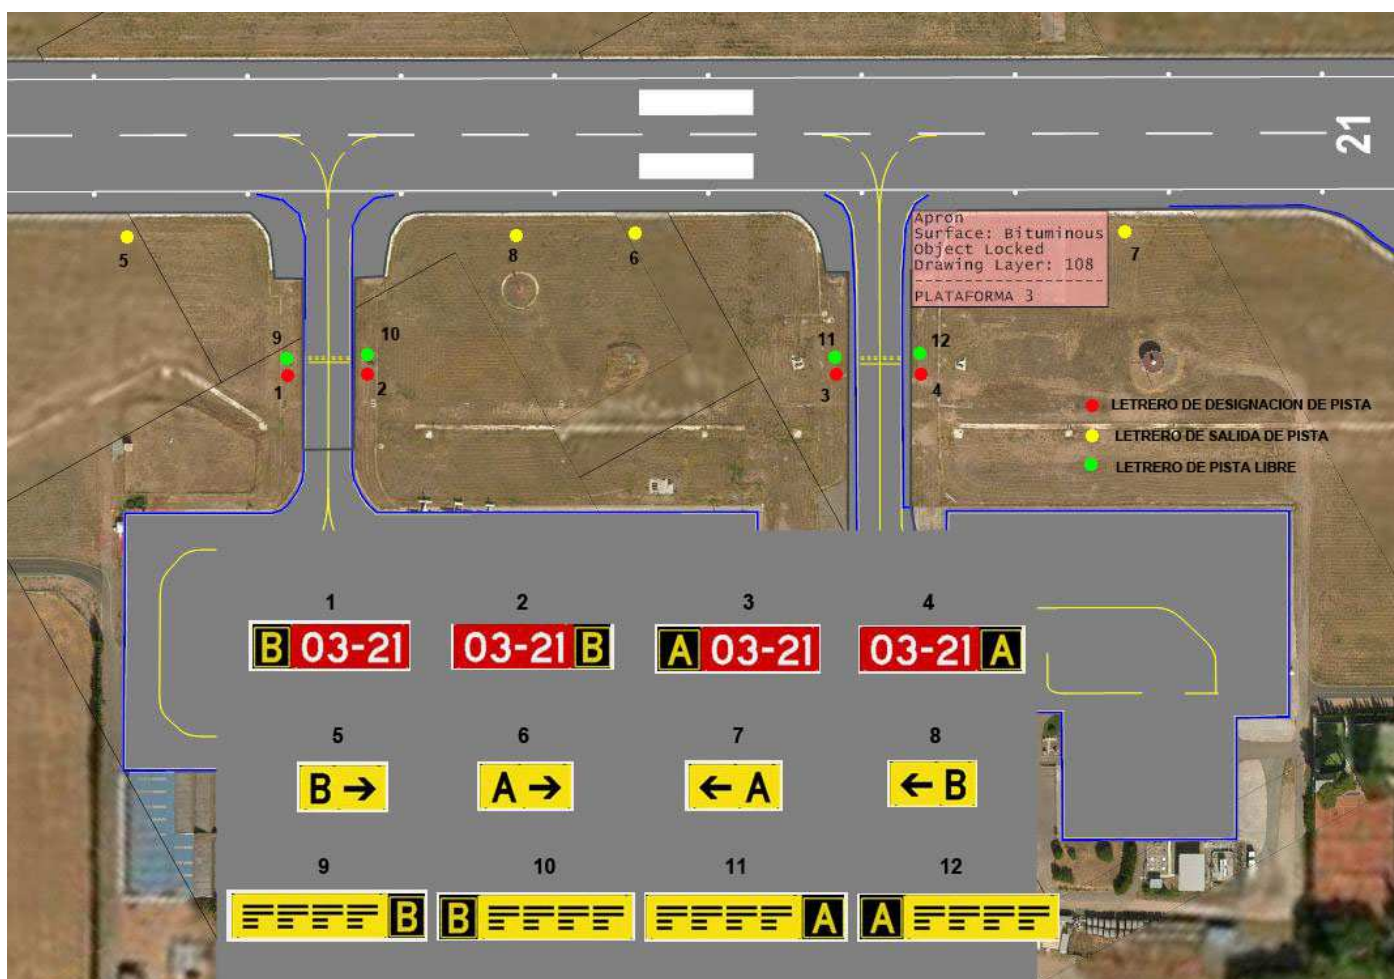 21
Apron
Surface: Bituminous
Object Locked
Drawing Layer: 108
PLATAFORMA 3
5
8
6
7
9
10
11
12
1
2
3
4
LETRERO DE DESIGNACION DE PISTA
LETRERO DE SALIDA DE PISTA
LETRERO DE PISTA LIBRE
1
2
3
4
B 03-21
03-21 B
A 03-21
03-21 A
5
6
7
8
B →
A →
← A
← B
9
10
11
12
B
B
A
A